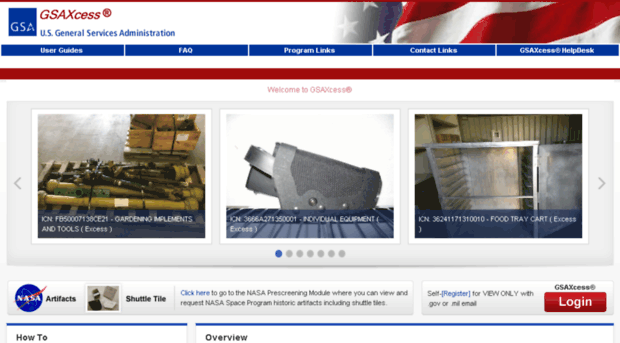 GSA
GSAXcess ®
U.S. General Services Administration
User Guides
FAQ
Program Links
Contact Links
GSAXcess® HelpDesk
Welcome to GSAXcess®
ICN: FB50007138CE21 - GARDENING IMPLEMENTS
AND TOOLS ( Excess )
ICN: 3666A271350001 - INDIVIDUAL EQUIPMENT (
Excess )
ICN: 36241171310010 - FOOD TRAY CART ( Excess
)
NASA
Artifacts
Shuttle Tile
Click here to go to the NASA Prescreening Module where you can view and
request NASA Space Program historic artifacts including shuttle tiles.
Self-[Register] for VIEW ONLY with
.gov or .mil email
GSAXcess®
Login
How To
Overview